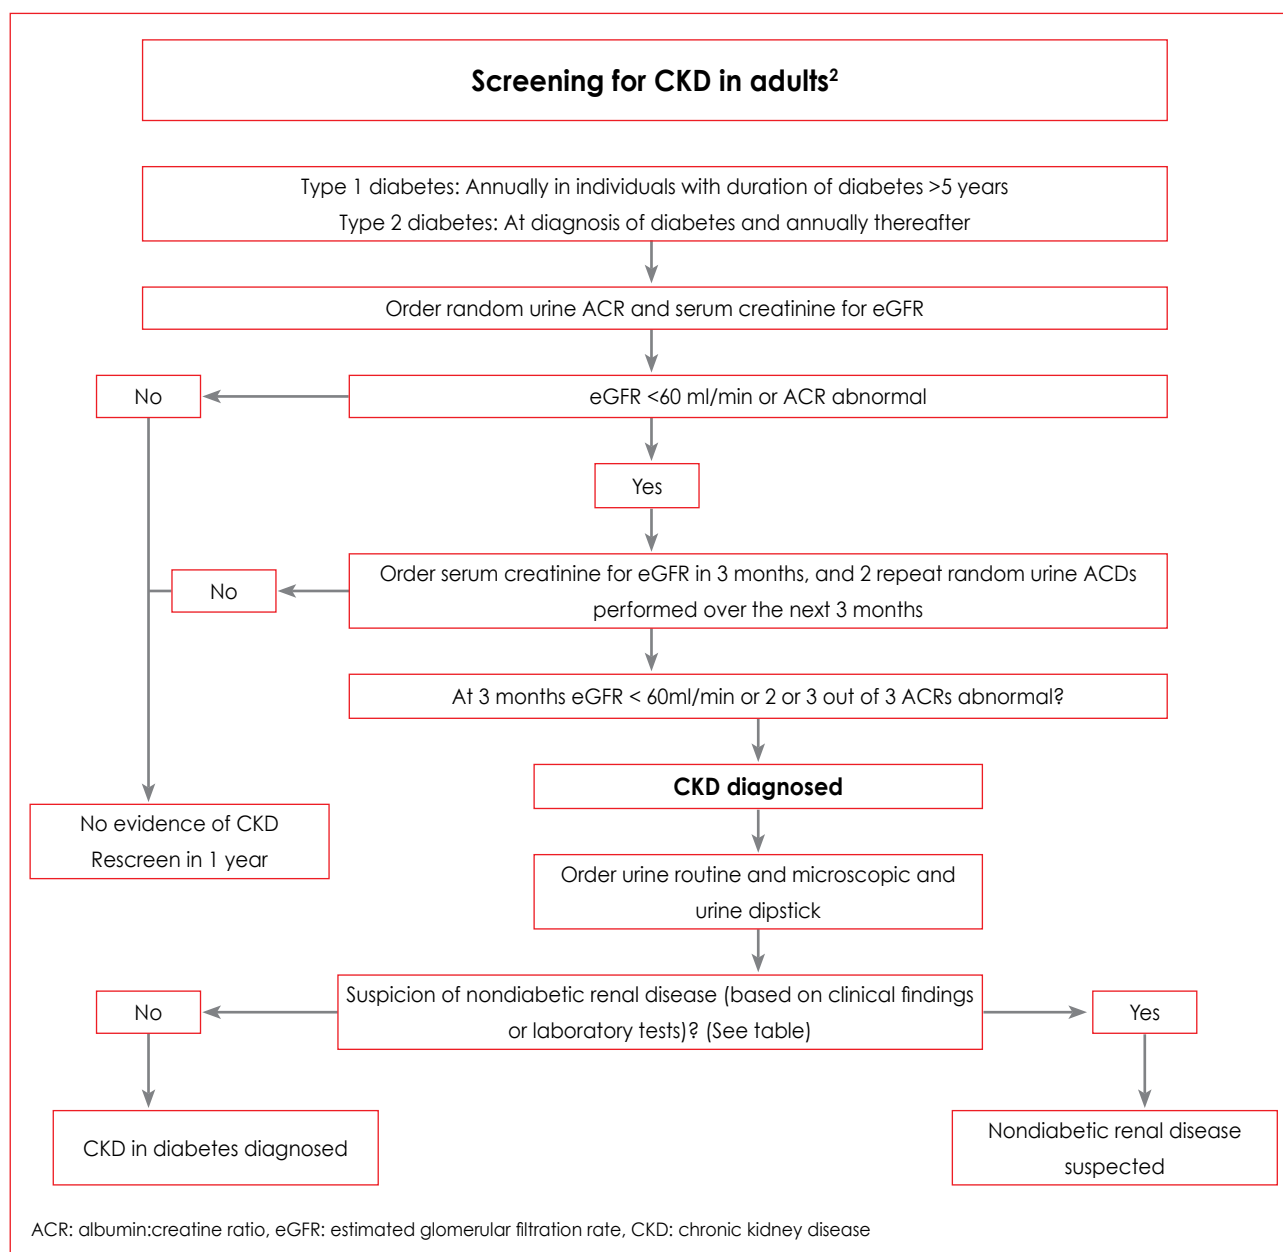 Screening for CKD in adults²
Type 1 diabetes: Annually in individuals with duration of diabetes >5 years
Type 2 diabetes: At diagnosis of diabetes and annually thereafter
Order random urine ACR and serum creatinine for eGFR
No
eGFR <60 ml/min or ACR abnormal
Yes
Order serum creatinine for eGFR in 3 months, and 2 repeat random urine ACDs
performed over the next 3 months
No
At 3 months eGFR < 60ml/min or 2 or 3 out of 3 ACRs abnormal?
CKD diagnosed
No evidence of CKD
Rescreen in 1 year
Order urine routine and microscopic and
urine dipstick
Suspicion of nondiabetic renal disease (based on clinical findings
or laboratory tests)? (See table)
No
Yes
CKD in diabetes diagnosed
Nondiabetic renal disease
suspected
ACR: albumin:creatine ratio, eGFR: estimated glomerular filtration rate, CKD: chronic kidney disease